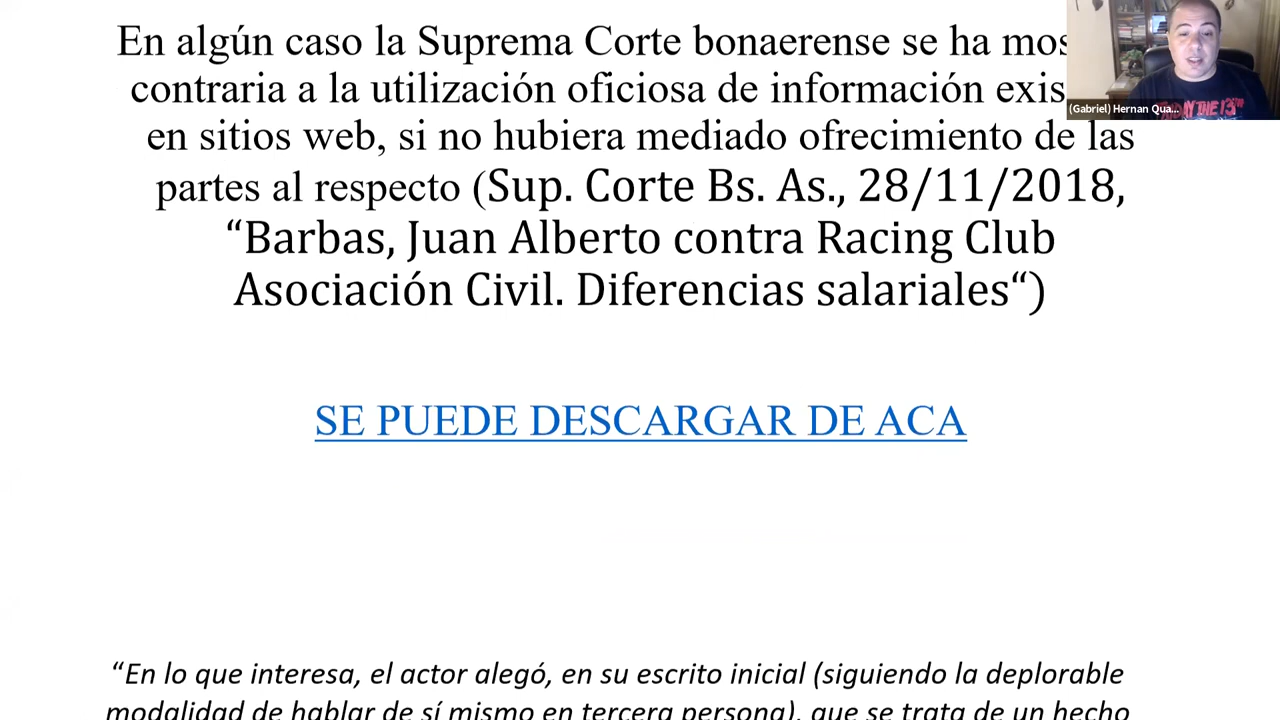 En algún caso la Suprema Corte bonaerense se ha mos
contraria a la utilización oficiosa de información exis
en sitios web, si no hubiera mediado ofrecimiento de las
partes al respecto (Sup. Corte Bs. As., 28/11/2018,
“Barbas, Juan Alberto contra Racing Club
Asociación Civil. Diferencias salariales“)
SE PUEDE DESCARGAR DE ACA
“En lo que interesa, el actor alegó, en su escrito inicial (siguiendo la deplorable
modalidad de hablar de sí mismo en tercera persona), que se trata de un hecho
(Gabriel) Hernan Qua...